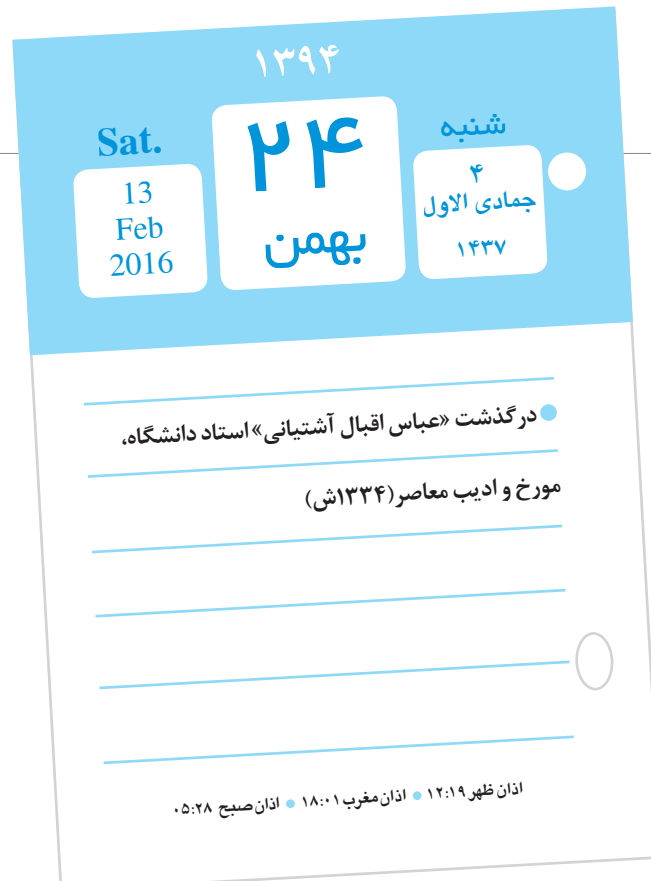 ۱۳۹۴
شنبه
۴
جمادی الاول
۱۴۳۷
۲۴
بهمن
Sat.
13
Feb
2016
درگذشت «عباس اقبال آشتیانی» استاد دانشگاه،
مورخ و ادیب معاصر (۱۳۳۴ش)
اذان ظهر ۱۲:۱۹ اذان مغرب ۱۸:۰۱ اذان صبح ۰۵:۲۸